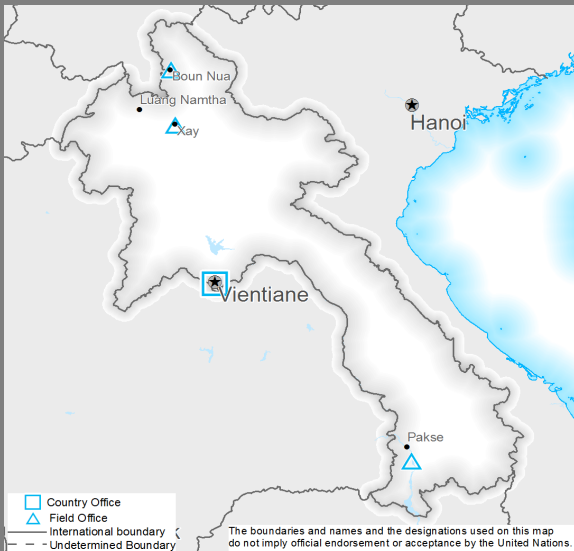 Boun Nua
Luang Namtha
Xay
Hanoi
Vientiane
Pakse
Country Office
Field Office
International boundary
Undetermined Boundary
K
The boundaries and names and the designations used on this map
do not imply official endorsement or acceptance by the United Nations.